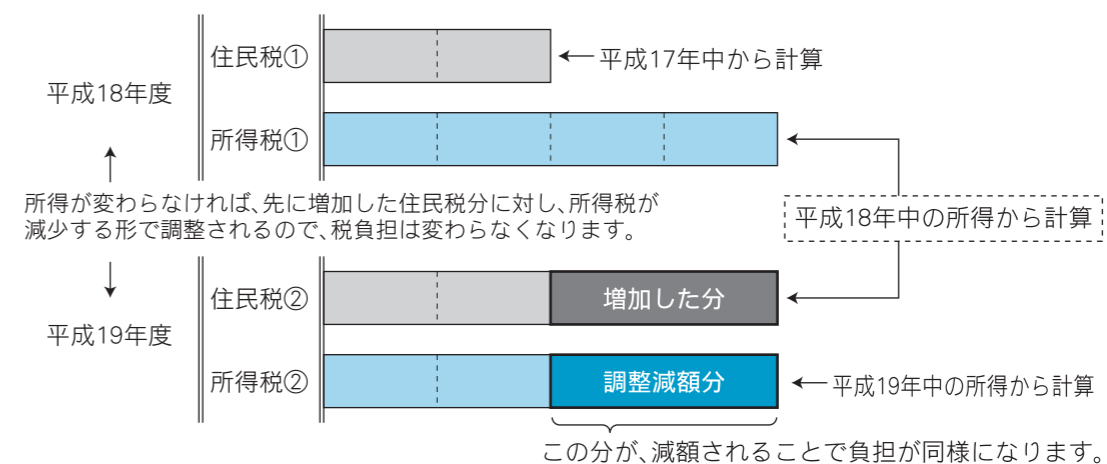 住民税①
平成17年中から計算
平成18年度
所得税①
所得が変わらなければ、先に増加した住民税分に対し、所得税が
減少する形で調整されるので、税負担は変わらなくなります。
平成18年中の所得から計算
住民税②
増加した分
平成19年度
所得税②
調整減額分
平成19年中の所得から計算
この分が、減額されることで負担が同様になります。